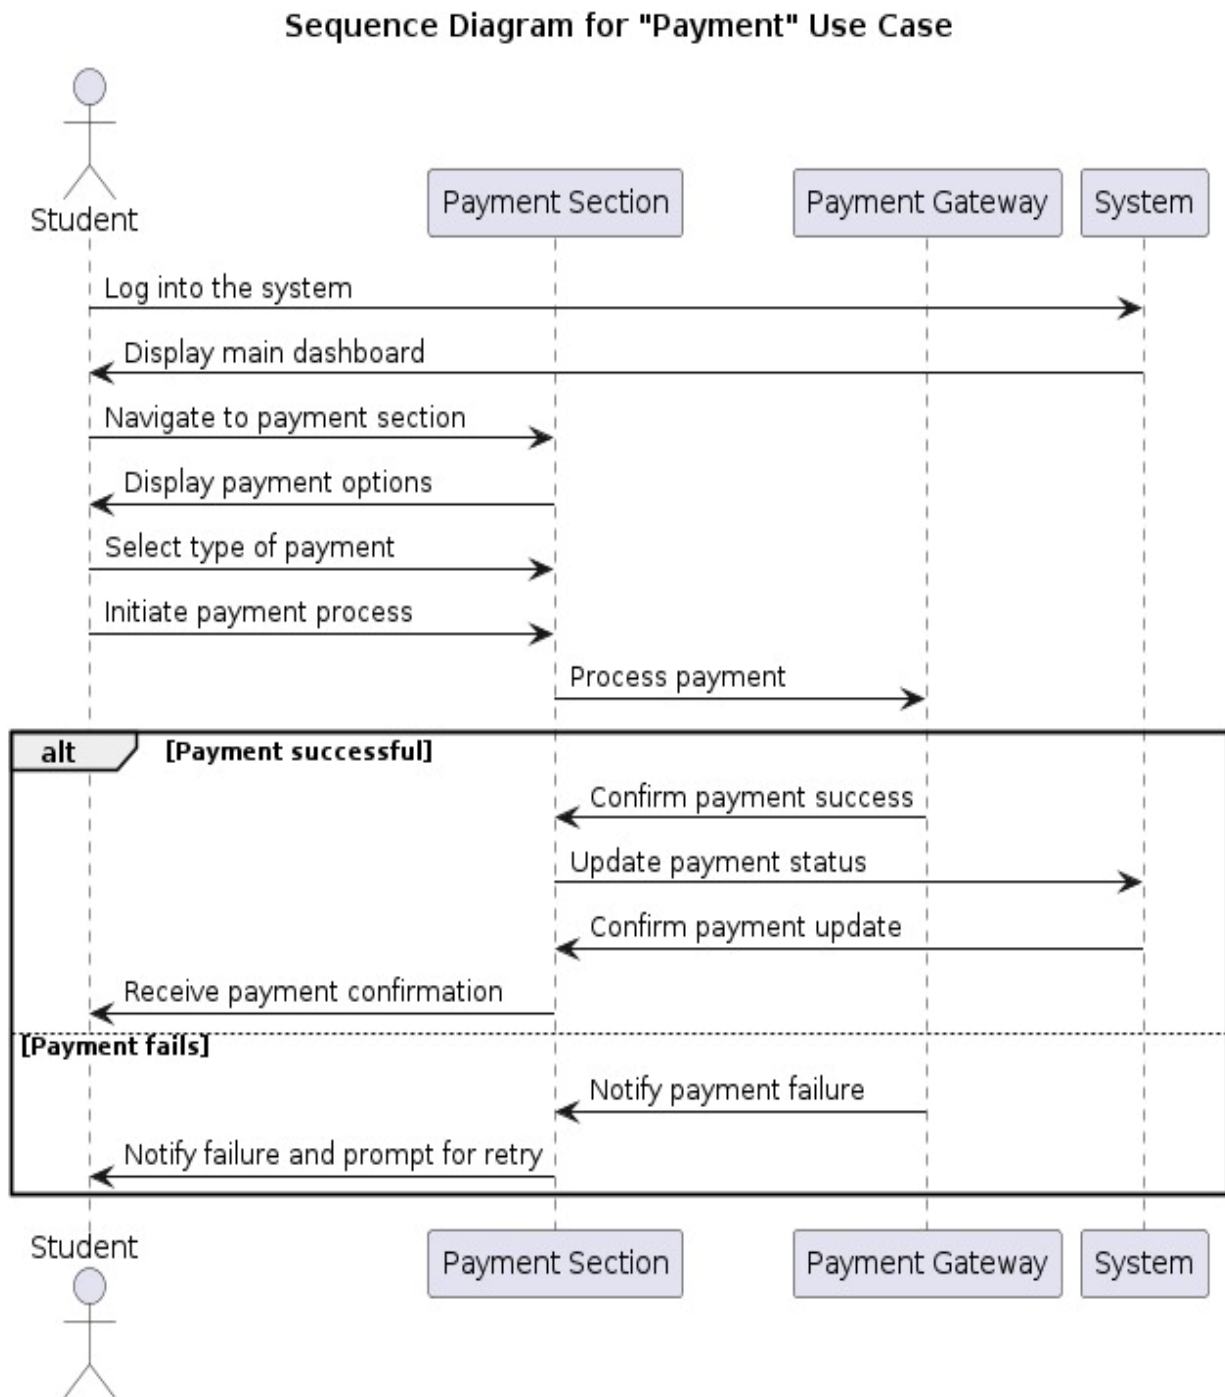 Sequence Diagram for "Payment" Use Case
Student
Payment Section
Payment Gateway
System
Log into the system
Display main dashboard
Navigate to payment section
Display payment options
Select type of payment
Initiate payment process
Process payment
alt
[Payment successful]
Confirm payment success
Update payment status
Confirm payment update
Receive payment confirmation
[Payment fails]
Notify payment failure
Notify failure and prompt for retry
Student
Payment Section
Payment Gateway
System